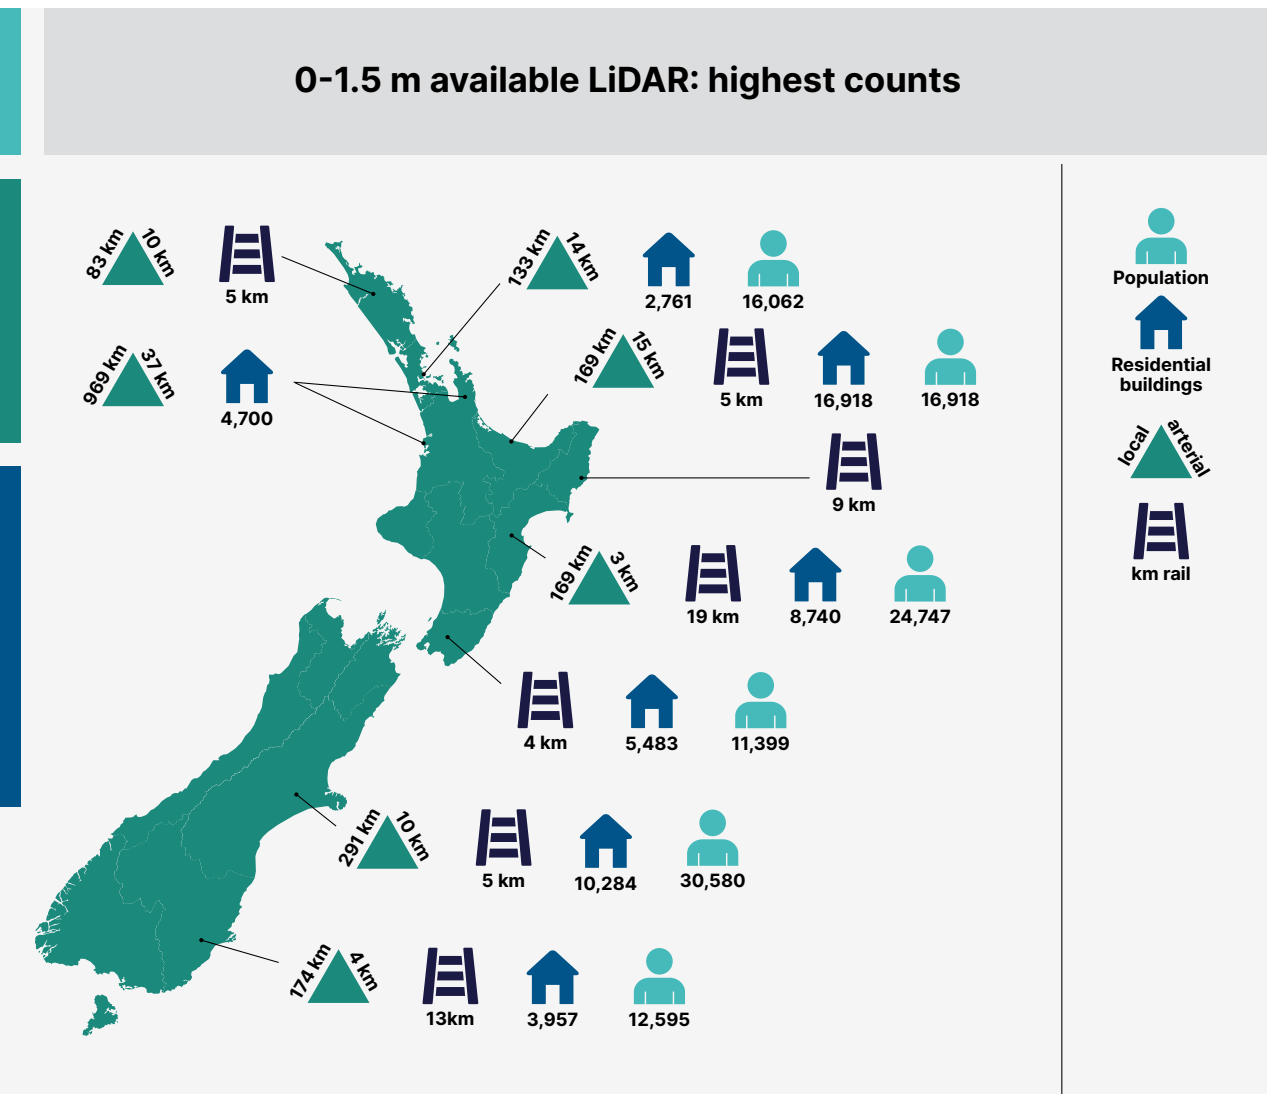 0-1.5 m available LiDAR: highest counts
83 km
10 km
5 km
133 km
14 km
2,761
16,062
969 km
37 km
4,700
169 km
15 km
5 km
16,918
16,918
9 km
169 km
3 km
19 km
8,740
24,747
4 km
5,483
11,399
291 km
10 km
5 km
10,284
30,580
174 km
4 km
13km
3,957
12,595
Population
Residential
buildings
local
arterial
km rail